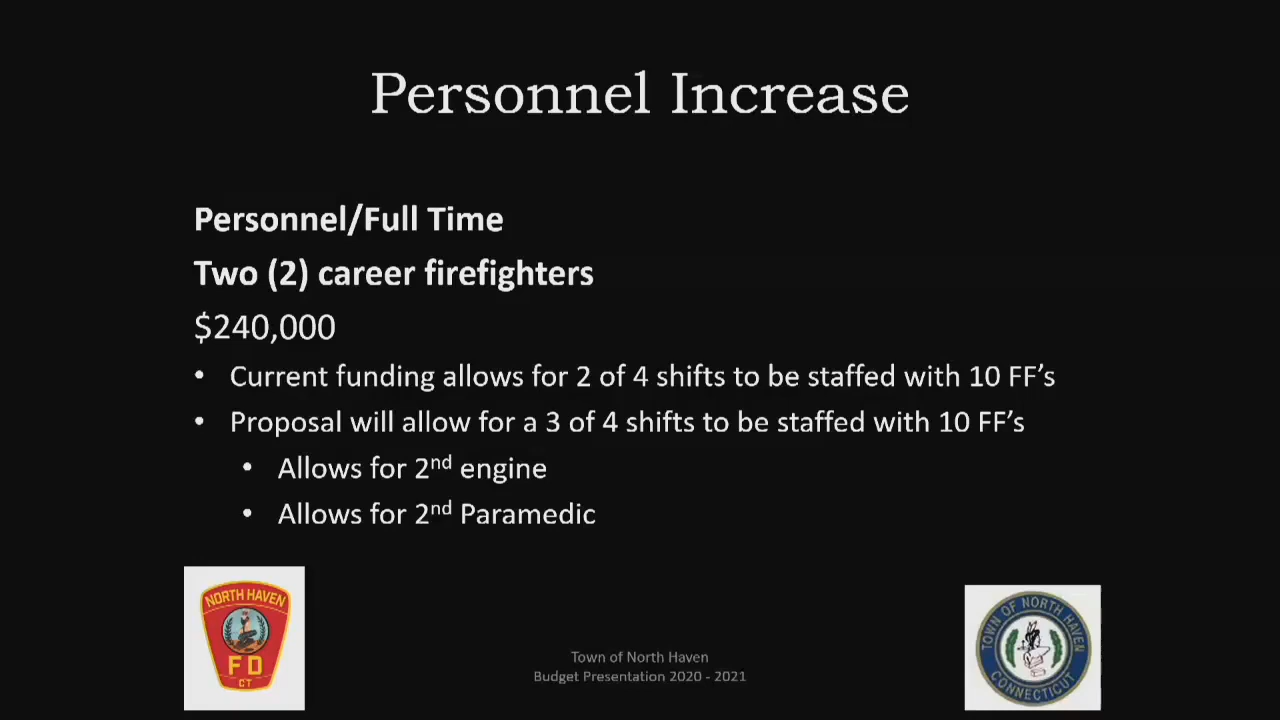 Personnel Increase
Personnel/Full Time
Two (2) career firefighters
$240,000
• Current funding allows for 2 of 4 shifts to be staffed with 10 FF’s
• Proposal will allow for a 3 of 4 shifts to be staffed with 10 FF’s
• Allows for 2nd engine
• Allows for 2nd Paramedic
NORTH HAVEN
FD
CT
Town of North Haven
Budget Presentation 2020 - 2021
TOWN OF NORTH HAVEN
CONNECTICUT